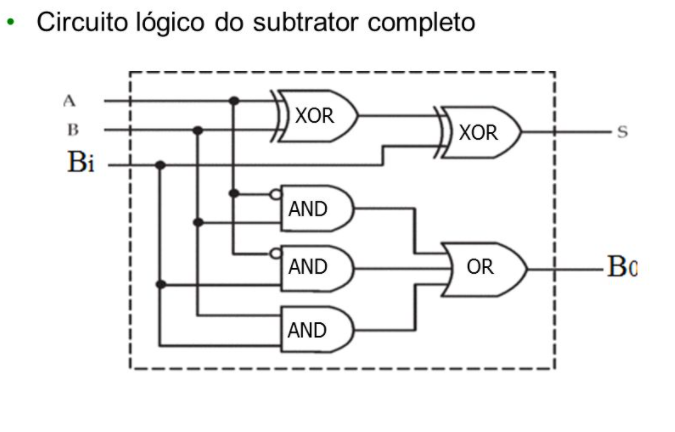 • Circuito lógico do subtrator completo
A
XOR
B
XOR
S
Bi
AND
AND
OR
B0
AND